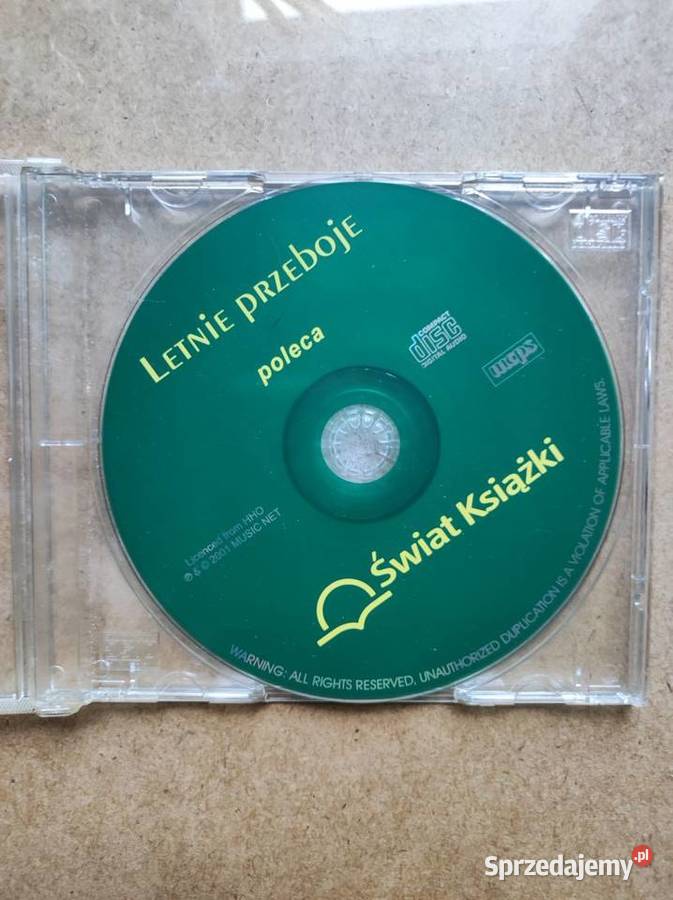 Letnie przeboje
poleca
COMPACT
disc
DIGITAL AUDIO
mcps
Świat Książki
Licenced from HHO
℗ & © 2001 MUSIC NET
WARNING: ALL RIGHTS RESERVED. UNAUTHORIZED DUPLICATION IS A VIOLATION OF APPLICABLE LAWS.
Sprzedajemy.pl